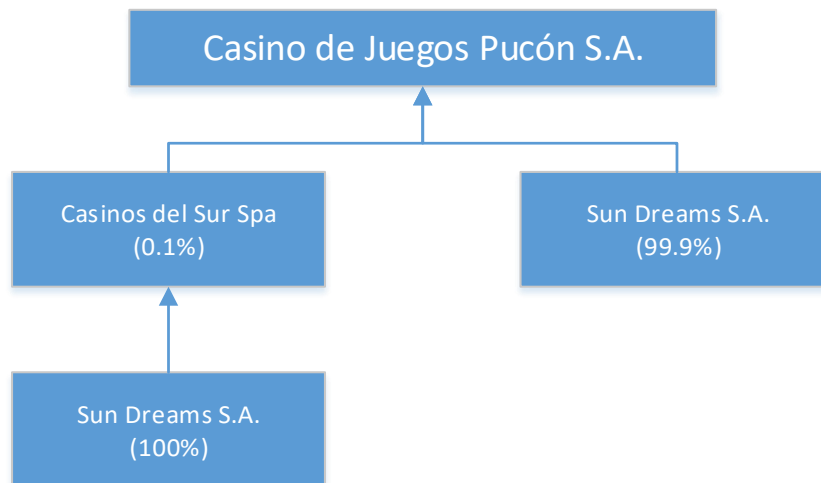 Casino de Juegos Pucón S.A.
Casinos del Sur Spa
(0.1%)
Sun Dreams S.A.
(99.9%)
Sun Dreams S.A.
(100%)